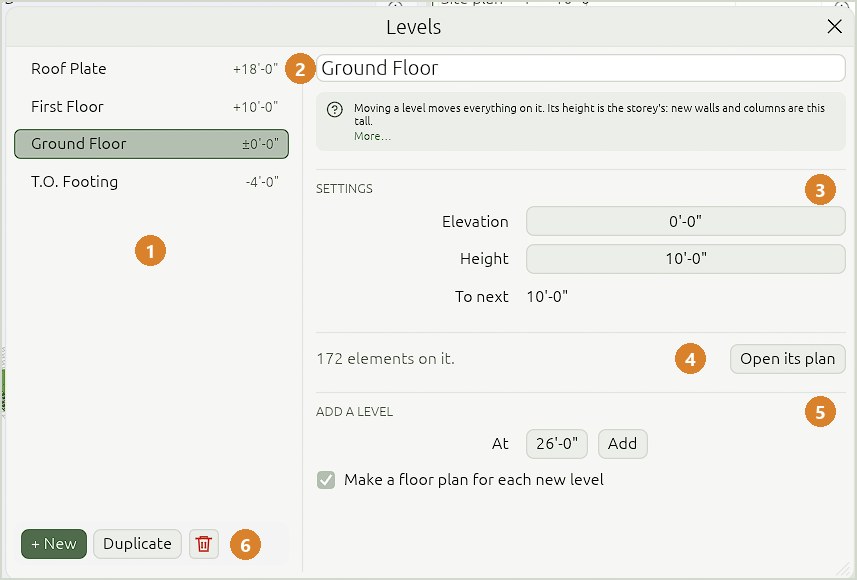 Levels
Roof Plate +18'-0"
First Floor +10'-0"
Ground Floor ±0'-0"
T.O. Footing -4'-0"
1
+ New Duplicate 6
2 Ground Floor
Moving a level moves everything on it. Its height is the storey's: new walls and columns are this
tall.
More...
SETTINGS 3
Elevation 0'-0"
Height 10'-0"
To next 10'-0"
172 elements on it. 4 Open its plan
ADD A LEVEL 5
At 26'-0" Add
Make a floor plan for each new level